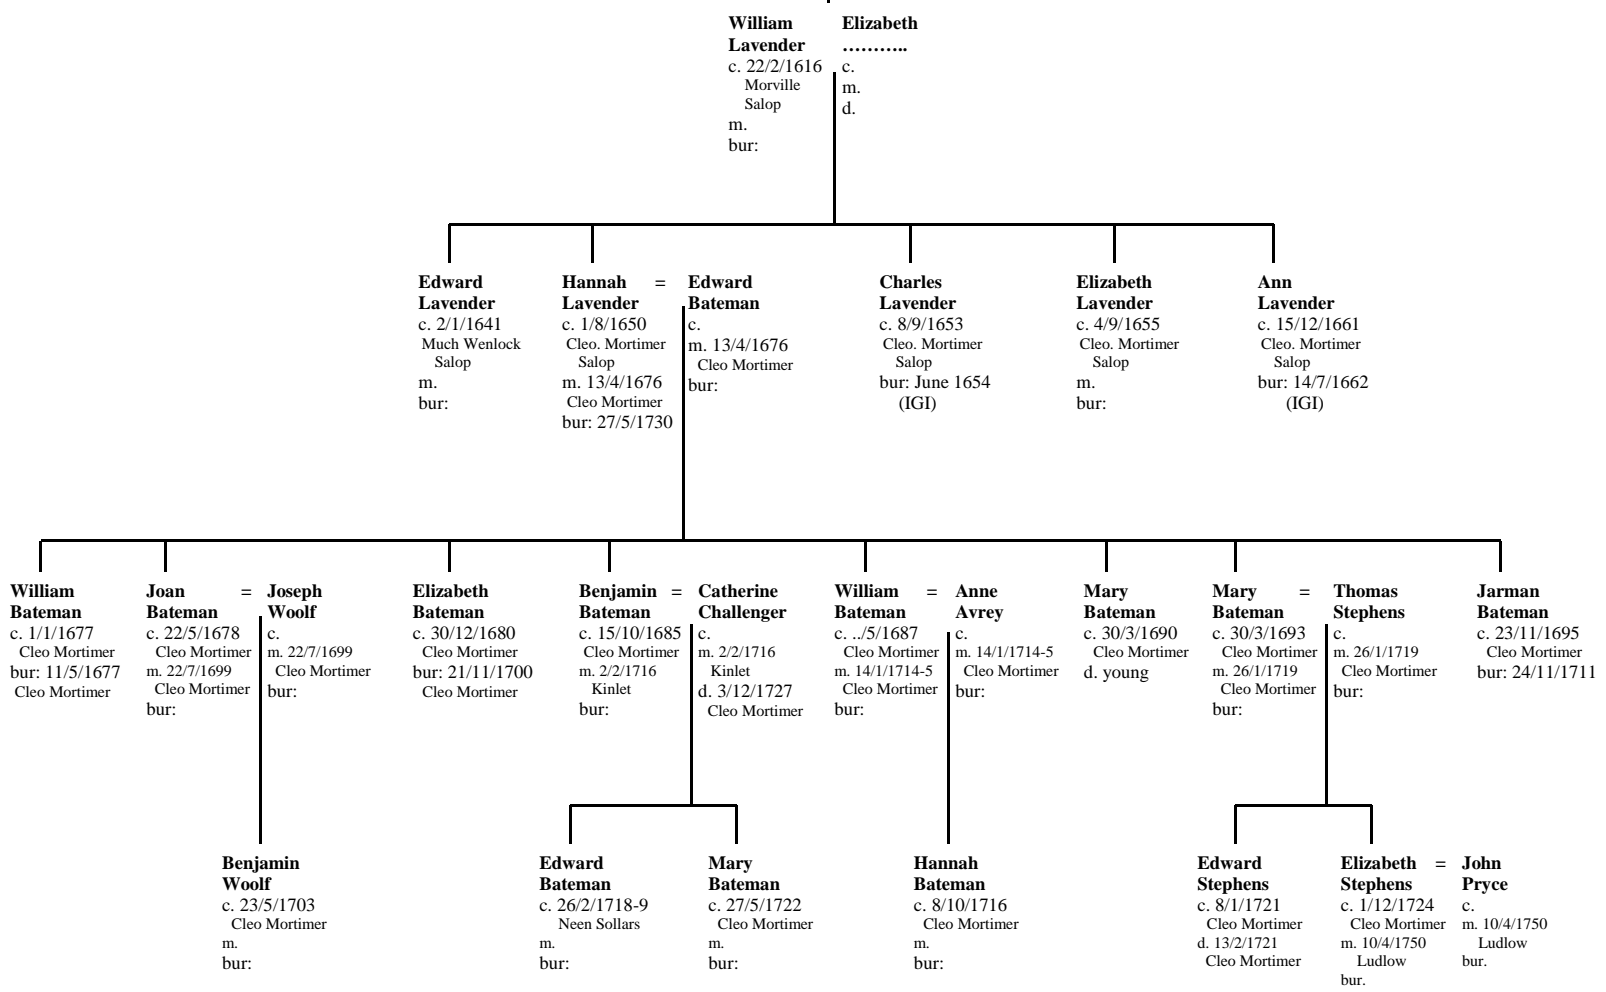 William
Lavender
c. 22/2/1616
Morville
Salop
m.
bur:
Elizabeth
………..
c.
m.
d.
Edward
Lavender
c. 2/1/1641
Much Wenlock
Salop
m.
bur:
Hannah =
Lavender
c. 1/8/1650
Cleo. Mortimer
Salop
m. 13/4/1676
Cleo Mortimer
bur: 27/5/1730
Edward
Bateman
c.
m. 13/4/1676
Cleo Mortimer
bur:
Charles
Lavender
c. 8/9/1653
Cleo. Mortimer
Salop
bur: June 1654
(IGI)
Elizabeth
Lavender
c. 4/9/1655
Cleo. Mortimer
Salop
m.
bur:
Ann
Lavender
c. 15/12/1661
Cleo. Mortimer
Salop
bur: 14/7/1662
(IGI)
William
Bateman
c. 1/1/1677
Cleo Mortimer
bur: 11/5/1677
Cleo Mortimer
Joan =
Bateman
c. 22/5/1678
Cleo Mortimer
m. 22/7/1699
Cleo Mortimer
bur:
Joseph
Woolf
c.
m. 22/7/1699
Cleo Mortimer
bur:
Elizabeth
Bateman
c. 30/12/1680
Cleo Mortimer
bur: 21/11/1700
Cleo Mortimer
Benjamin =
Bateman
c. 15/10/1685
Cleo Mortimer
m. 2/2/1716
Kinlet
bur:
Catherine
Challenger
c.
m. 2/2/1716
Kinlet
d. 3/12/1727
Cleo Mortimer
William =
Bateman
c. ../5/1687
Cleo Mortimer
m. 14/1/1714-5
Cleo Mortimer
bur:
Anne
Avrey
c.
m. 14/1/1714-5
Cleo Mortimer
bur:
Mary
Bateman
c. 30/3/1690
Cleo Mortimer
d. young
Mary =
Bateman
c. 30/3/1693
Cleo Mortimer
m. 26/1/1719
Cleo Mortimer
bur:
Thomas
Stephens
c.
m. 26/1/1719
Cleo Mortimer
bur:
Jarman
Bateman
c. 23/11/1695
Cleo Mortimer
bur: 24/11/1711
Benjamin
Woolf
c. 23/5/1703
Cleo Mortimer
m.
bur:
Edward
Bateman
c. 26/2/1718-9
Neen Sollars
m.
bur:
Mary
Bateman
c. 27/5/1722
Cleo Mortimer
m.
bur:
Hannah
Bateman
c. 8/10/1716
Cleo Mortimer
m.
bur:
Edward
Stephens
c. 8/1/1721
Cleo Mortimer
d. 13/2/1721
Cleo Mortimer
Elizabeth =
Stephens
c. 1/12/1724
Cleo Mortimer
m. 10/4/1750
Ludlow
bur.
John
Pryce
c.
m. 10/4/1750
Ludlow
bur.